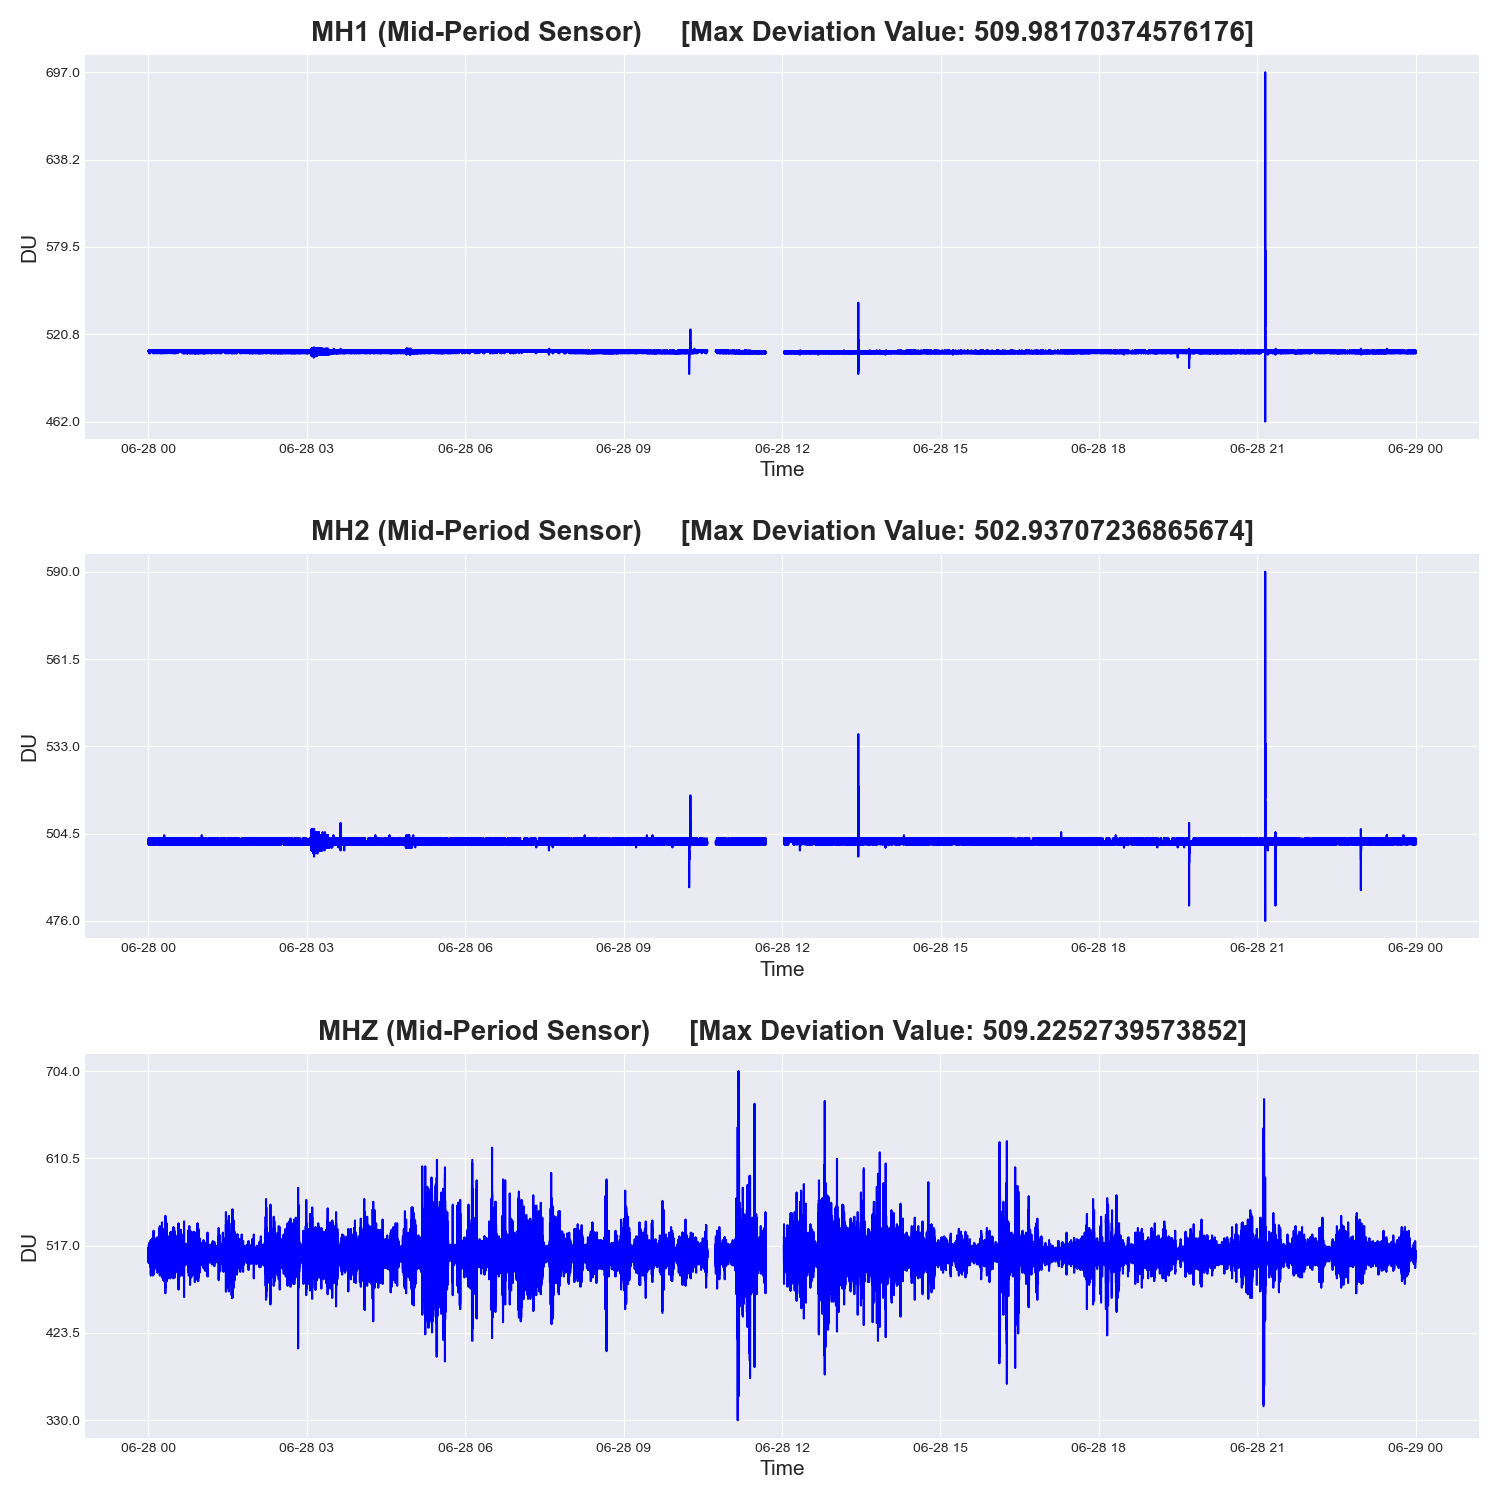 MH1 (Mid-Period Sensor) [Max Deviation Value: 509.98170374576176]
697.0
638.2
579.5
520.8
462.0
DU
06-28 00 06-28 03 06-28 06 06-28 09 06-28 12 06-28 15 06-28 18 06-28 21 06-29 00
Time
MH2 (Mid-Period Sensor) [Max Deviation Value: 502.93707236865674]
590.0
561.5
533.0
504.5
476.0
DU
06-28 00 06-28 03 06-28 06 06-28 09 06-28 12 06-28 15 06-28 18 06-28 21 06-29 00
Time
MHZ (Mid-Period Sensor) [Max Deviation Value: 509.2252739573852]
704.0
610.5
517.0
423.5
330.0
DU
06-28 00 06-28 03 06-28 06 06-28 09 06-28 12 06-28 15 06-28 18 06-28 21 06-29 00
Time